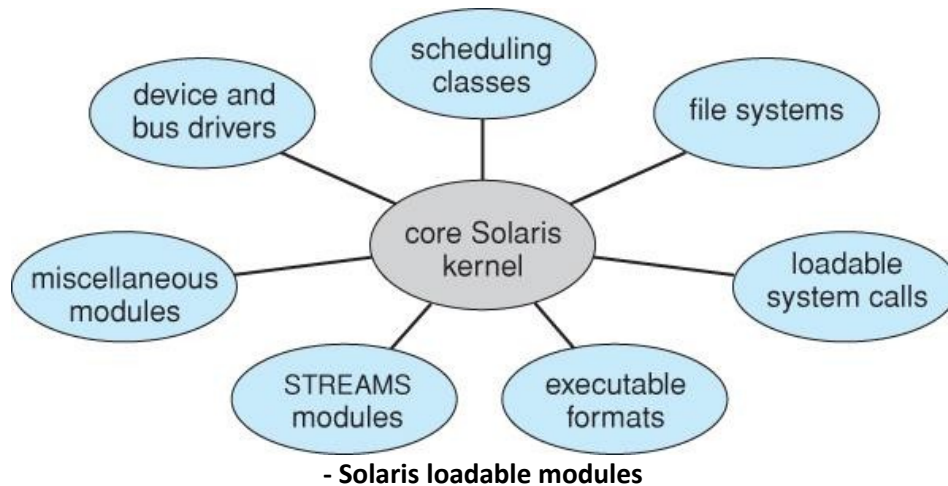 scheduling
classes
device and
bus drivers
file systems
core Solaris
kernel
miscellaneous
modules
loadable
system calls
STREAMS
modules
executable
formats
- Solaris loadable modules